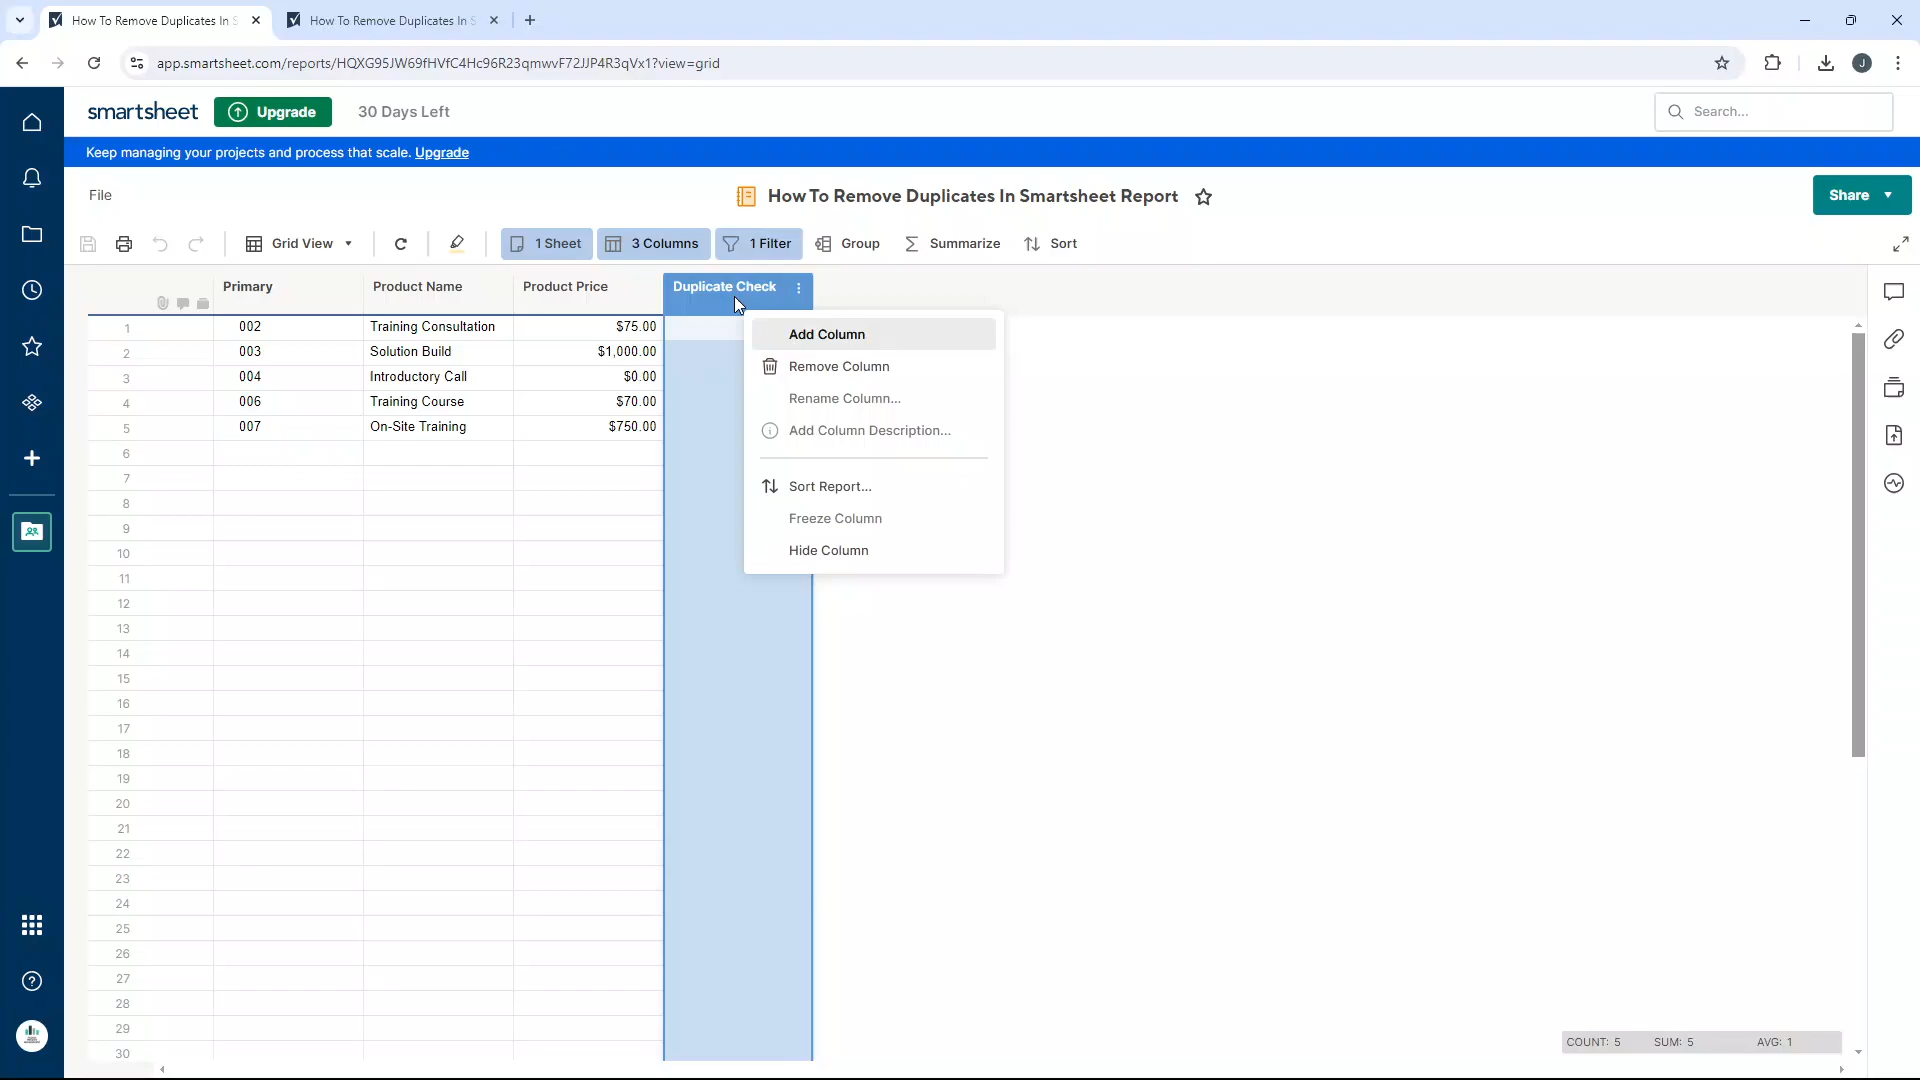 How To Remove Duplicates In S
How To Remove Duplicates In S
app.smartsheet.com/reports/HQXG95JW69fHVfC4Hc96R23qmwvF72JJP4R3qVx1?view=grid
J
smartsheet
Upgrade
30 Days Left
Search...
Keep managing your projects and process that scale. Upgrade
File
How To Remove Duplicates In Smartsheet Report
Share
Grid View
1 Sheet
3 Columns
1 Filter
Group
Summarize
Sort
Primary
Product Name
Product Price
Duplicate Check
1 002 Training Consultation $75.00
2 003 Solution Build $1,000.00
3 004 Introductory Call $0.00
4 006 Training Course $70.00
5 007 On-Site Training $750.00
6
7
8
9
10
11
12
13
14
15
16
17
18
19
20
21
22
23
24
25
26
27
28
29
30
Add Column
Remove Column
Rename Column...
Add Column Description...
Sort Report...
Freeze Column
Hide Column
COUNT: 5 SUM: 5 AVG: 1